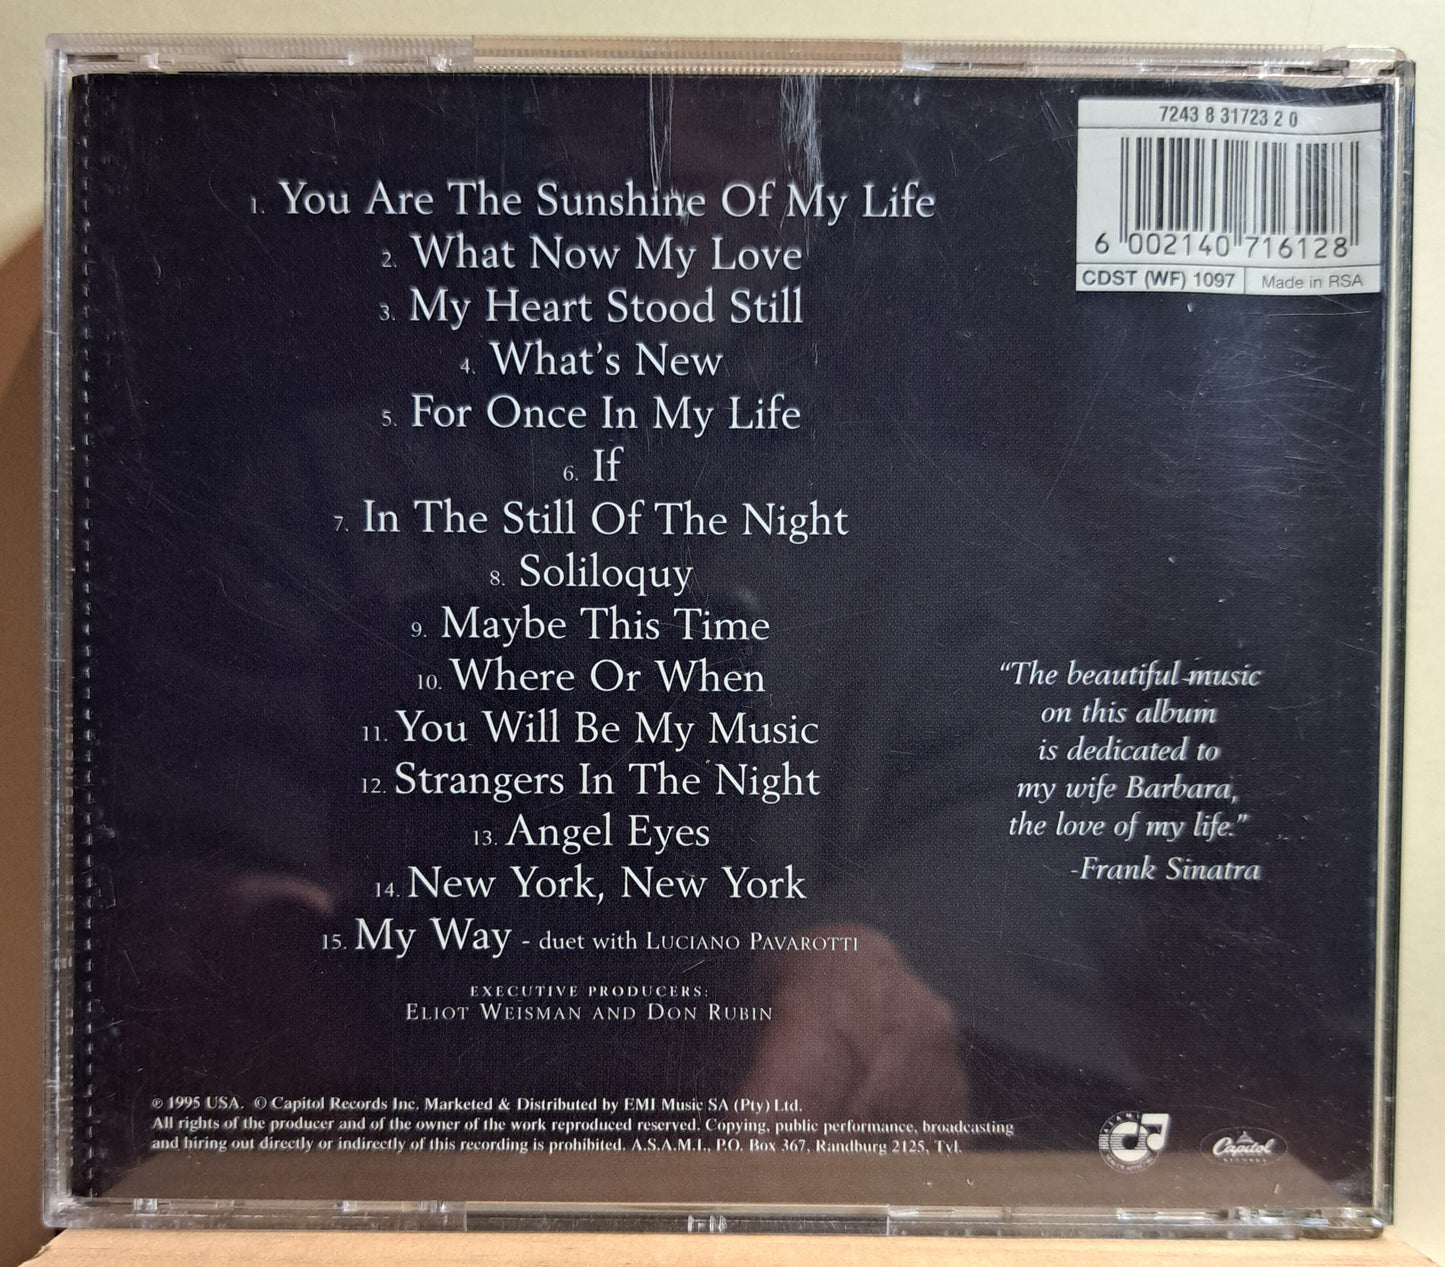 7243 8 31723 2 0
6 002140 716128
CDST (WF) 1097
Made in RSA
1. You Are The Sunshine Of My Life
2. What Now My Love
3. My Heart Stood Still
4. What's New
5. For Once In My Life
6. If
7. In The Still Of The Night
8. Soliloquy
9. Maybe This Time
10. Where Or When
11. You Will Be My Music
12. Strangers In The Night
13. Angel Eyes
14. New York, New York
15. My Way - duet with LUCIANO PAVAROTTI
EXECUTIVE PRODUCERS:
ELIOT WEISMAN AND DON RUBIN
"The beautiful music
on this album
is dedicated to
my wife Barbara,
the love of my life."
-Frank Sinatra
℗ 1995 USA. © Capitol Records Inc. Marketed & Distributed by EMI Music SA (Pty) Ltd.
All rights of the producer and of the owner of the work reproduced reserved. Copying, public performance, broadcasting
and hiring out directly or indirectly of this recording is prohibited. A.S.A.M.I., P.O. Box 367, Randburg 2125, Tvl.
Capitol
RECORDS